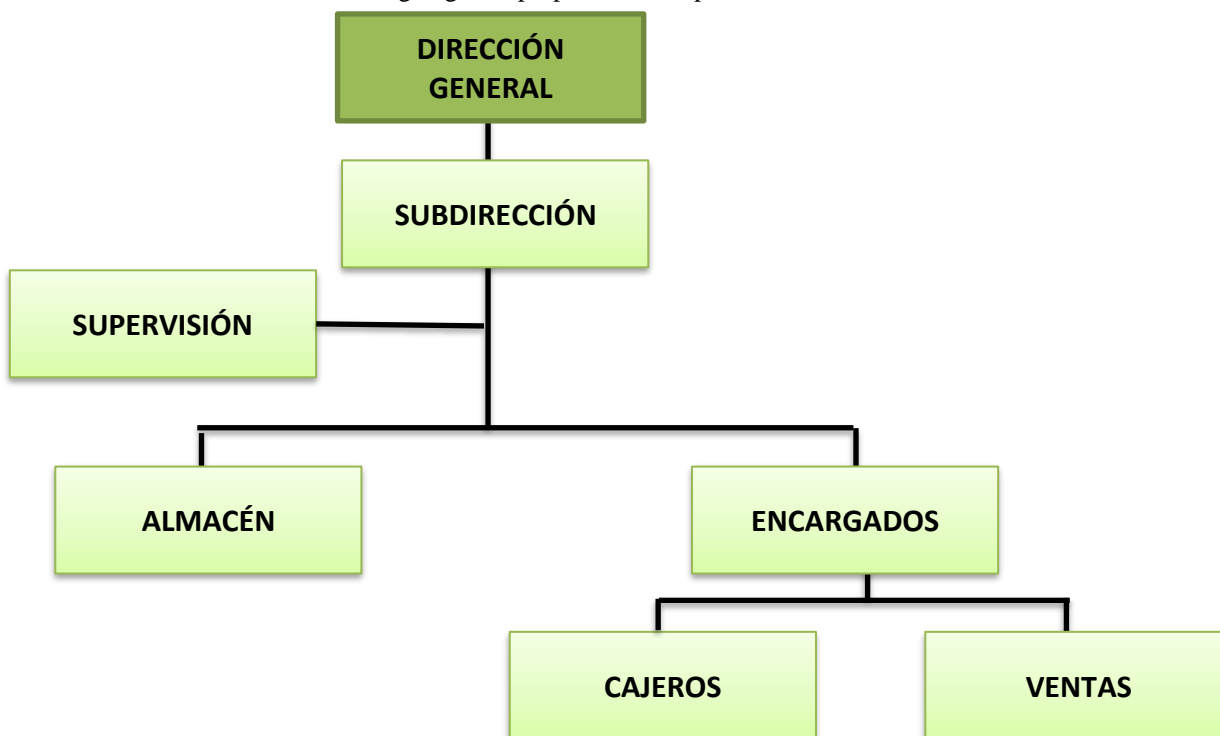 DIRECCIÓN
GENERAL
SUBDIRECCIÓN
SUPERVISIÓN
ALMACÉN
ENCARGADOS
CAJEROS
VENTAS